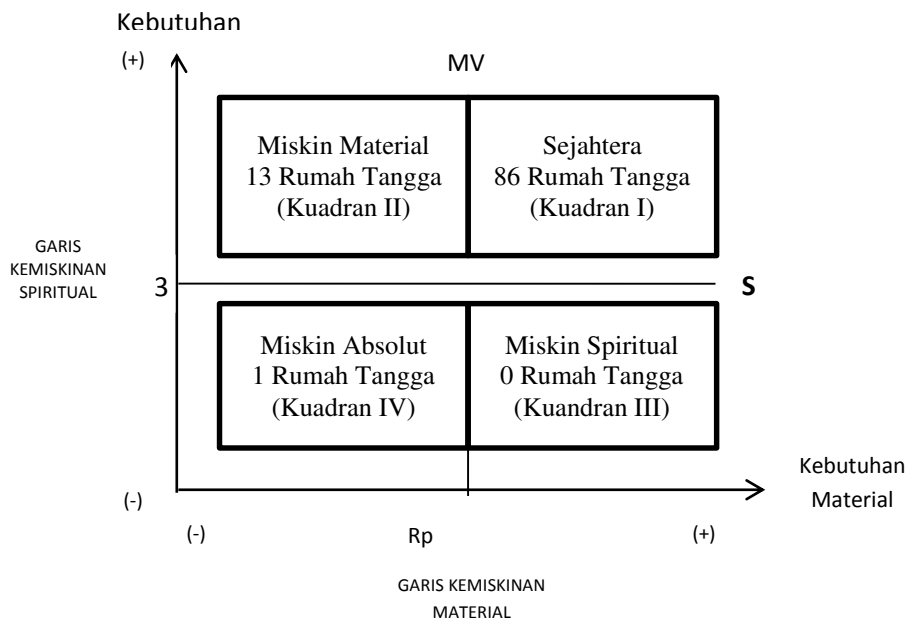 Kebutuhan
(+)
MV
Miskin Material
13 Rumah Tangga
(Kuadran II)
Sejahtera
86 Rumah Tangga
(Kuadran I)
GARIS
KEMISKINAN
SPIRITUAL
3
S
Miskin Absolut
1 Rumah Tangga
(Kuadran IV)
Miskin Spiritual
0 Rumah Tangga
(Kuandran III)
Kebutuhan
Material
(-)
(-)
Rp
(+)
GARIS KEMISKINAN
MATERIAL